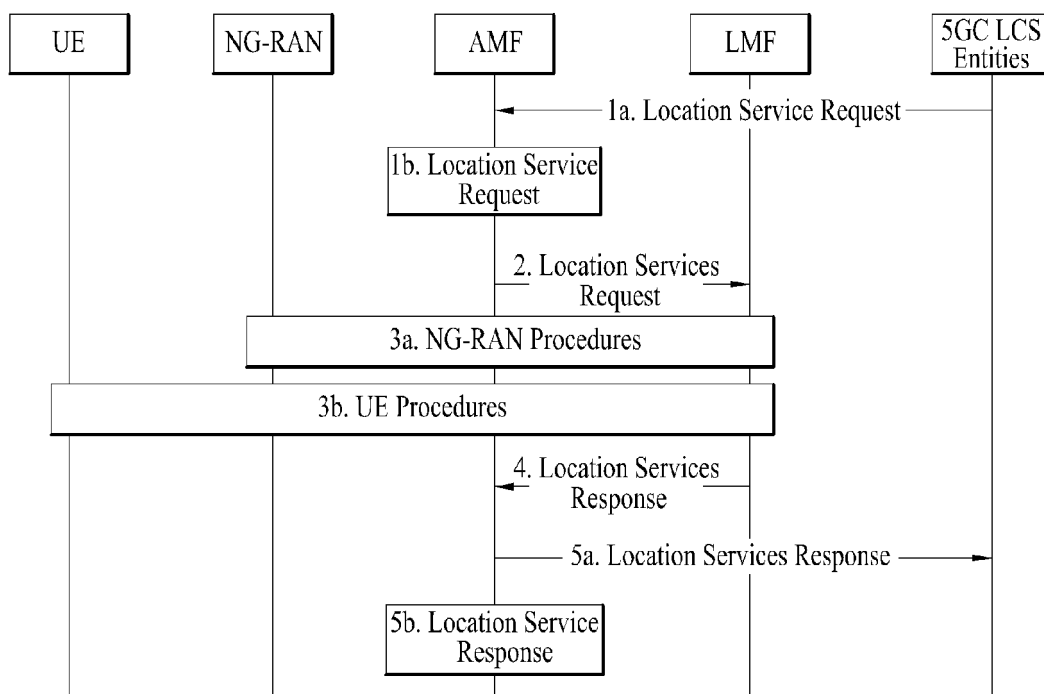 UE
NG-RAN
AMF
LMF
5GC LCS
Entities
1a. Location Service Request
1b. Location Service
Request
2. Location Services
Request
3a. NG-RAN Procedures
3b. UE Procedures
4. Location Services
Response
5a. Location Services Response
5b. Location Service
Response